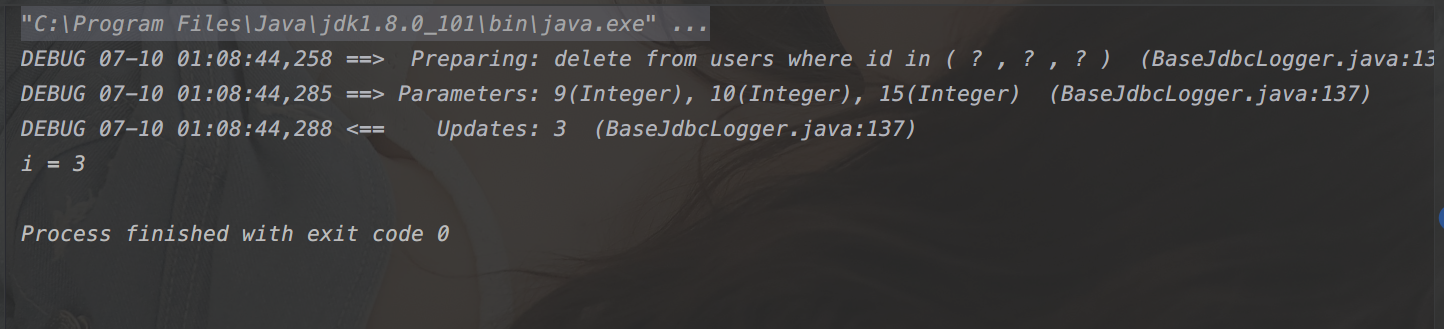 "C:\Program Files\Java\jdk1.8.0_101\bin\java.exe" ...
DEBUG 07-10 01:08:44,258 ==>  Preparing: delete from users where id in ( ? , ? , ? )  (BaseJdbcLogger.java:13
DEBUG 07-10 01:08:44,285 ==> Parameters: 9(Integer), 10(Integer), 15(Integer)  (BaseJdbcLogger.java:137)
DEBUG 07-10 01:08:44,288 <==    Updates: 3  (BaseJdbcLogger.java:137)
i = 3
Process finished with exit code 0